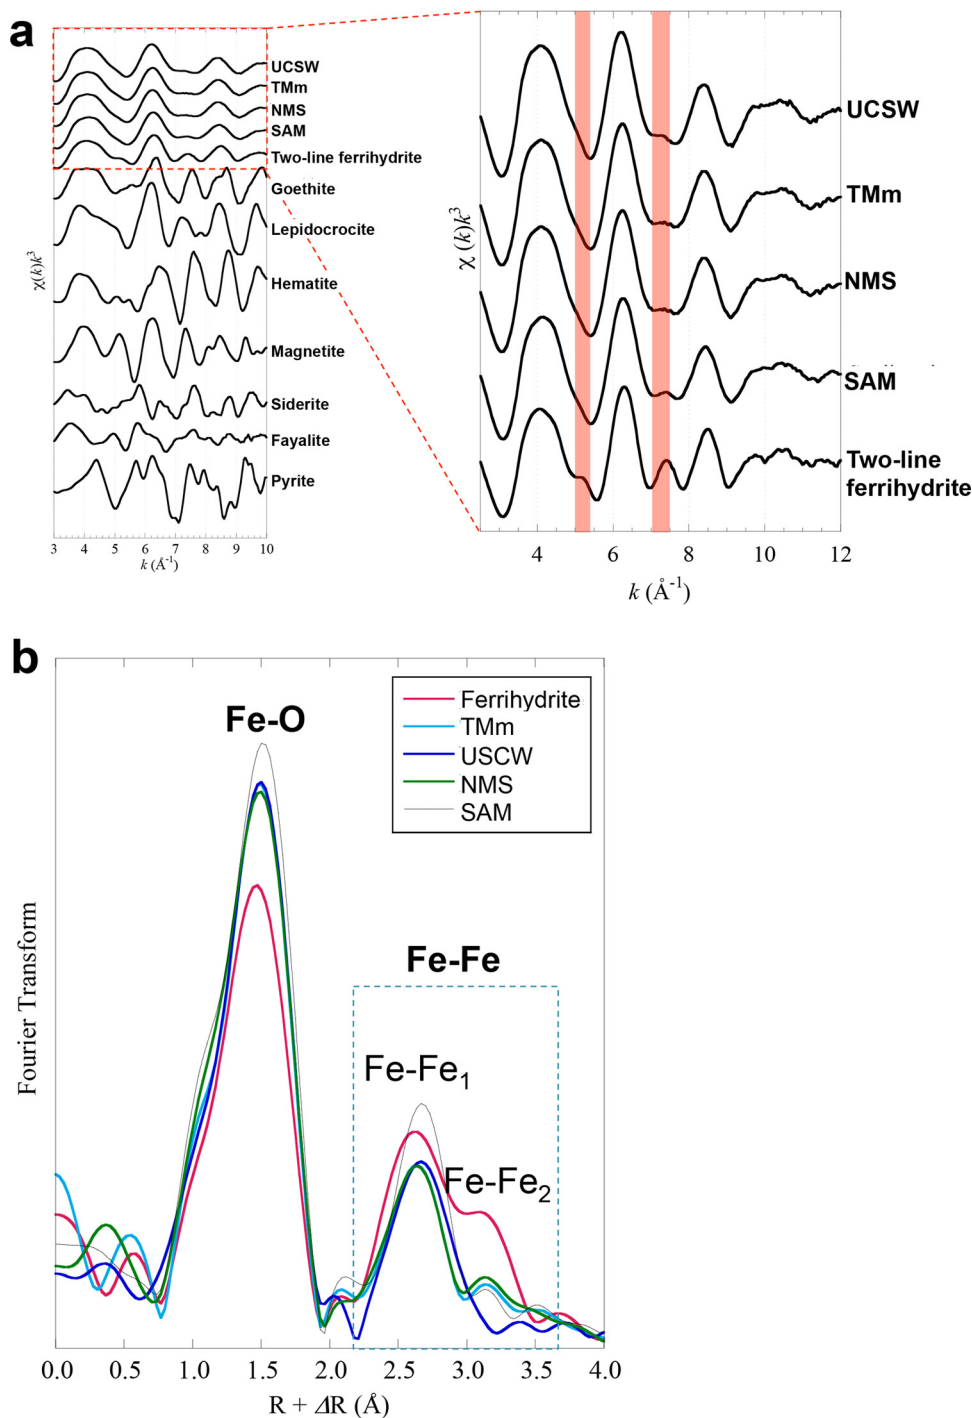 a
UCSW
TMm
NMS
SAM
Two-line ferrihydrite
Goethite
Lepidocrocite
Hematite
Magnetite
Siderite
Fayalite
Pyrite
χ(k)k³
3 4 5 6 7 8 9 10
k (Å⁻¹)
UCSW
TMm
NMS
SAM
Two-line
ferrihydrite
χ (k)k³
4 6 8 10 12
k (Å⁻¹)
b
Ferrihydrite
TMm
USCW
NMS
SAM
Fe-O
Fe-Fe
Fe-Fe₁
Fe-Fe₂
Fourier Transform
0.0 0.5 1.0 1.5 2.0 2.5 3.0 3.5 4.0
R + ΔR (Å)